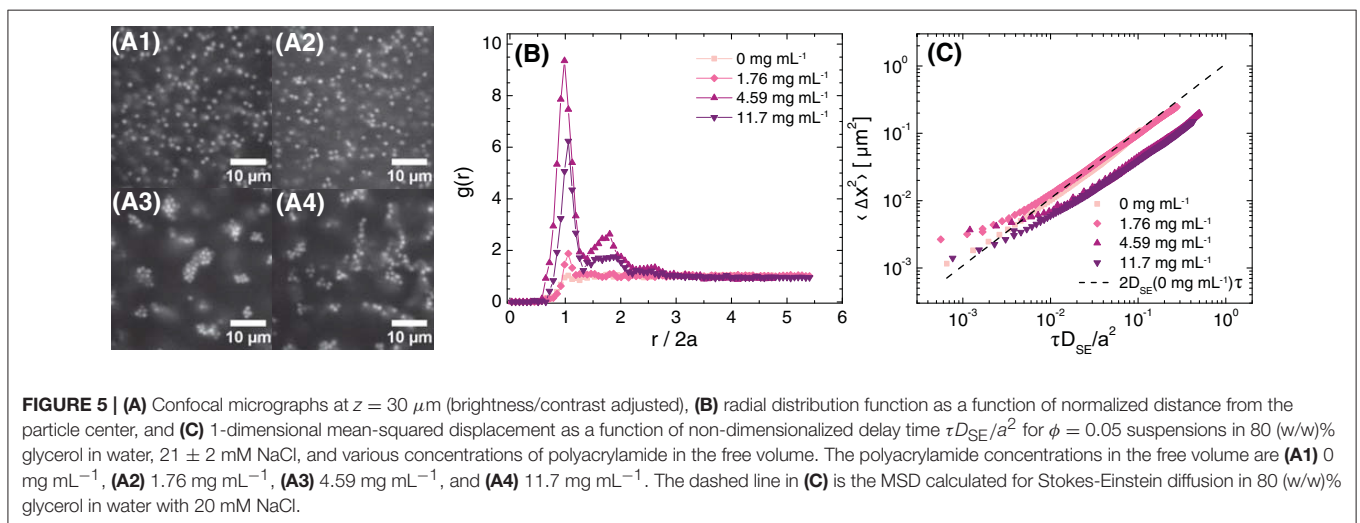 (A1)
10 µm
(A2)
10 µm
(A3)
10 µm
(A4)
10 µm
(B)
10
8
6
4
2
0
g(r)
0 mg mL⁻¹
1.76 mg mL⁻¹
4.59 mg mL⁻¹
11.7 mg mL⁻¹
0 1 2 3 4 5 6
r / 2a
(C)
10⁰
10⁻¹
10⁻²
10⁻³
⟨ Δx² ⟩ [ µm² ]
0 mg mL⁻¹
1.76 mg mL⁻¹
4.59 mg mL⁻¹
11.7 mg mL⁻¹
2D_SE(0 mg mL⁻¹)τ
10⁻³ 10⁻² 10⁻¹ 10⁰
τD_SE/a²
FIGURE 5 | (A) Confocal micrographs at z = 30 µm (brightness/contrast adjusted), (B) radial distribution function as a function of normalized distance from the
particle center, and (C) 1-dimensional mean-squared displacement as a function of non-dimensionalized delay time τD_SE/a² for ϕ = 0.05 suspensions in 80 (w/w)%
glycerol in water, 21 ± 2 mM NaCl, and various concentrations of polyacrylamide in the free volume. The polyacrylamide concentrations in the free volume are (A1) 0
mg mL⁻¹, (A2) 1.76 mg mL⁻¹, (A3) 4.59 mg mL⁻¹, and (A4) 11.7 mg mL⁻¹. The dashed line in (C) is the MSD calculated for Stokes-Einstein diffusion in 80 (w/w)%
glycerol in water with 20 mM NaCl.